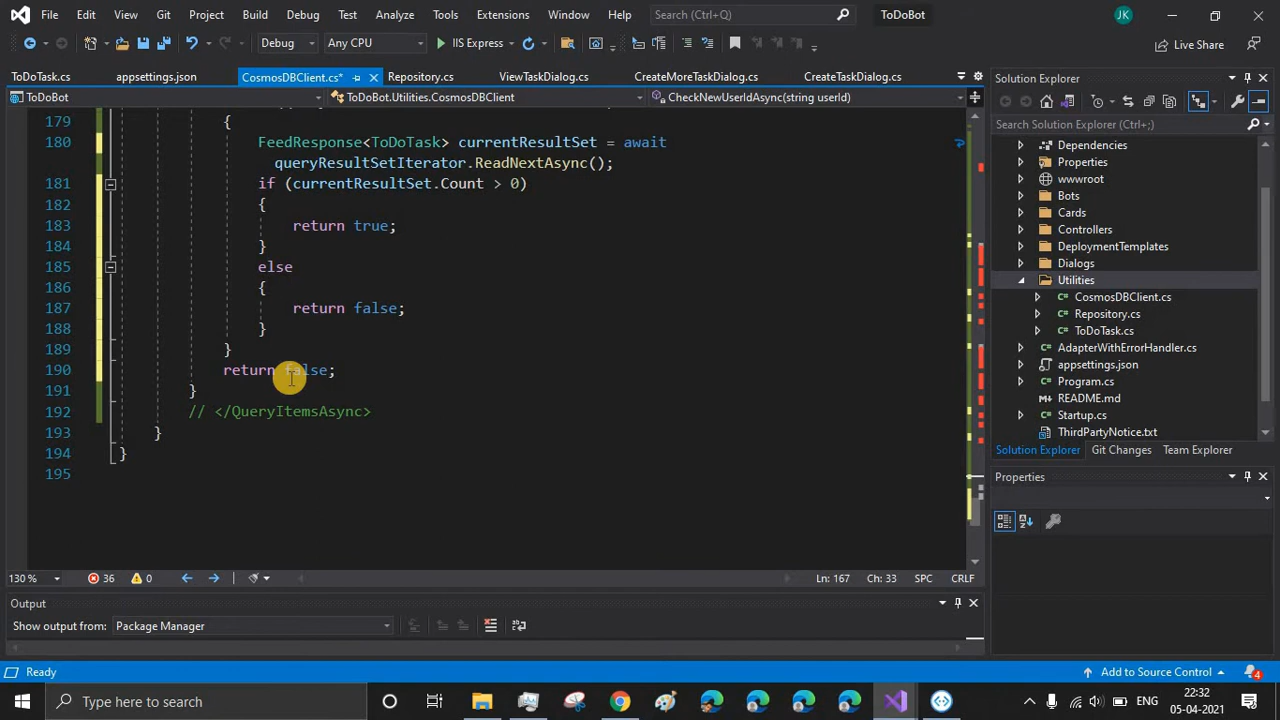 File Edit View Git Project Build Debug Test Analyze Tools Extensions Window Help Search (Ctrl+Q) ToDoBot JK
Debug Any CPU IIS Express Live Share
ToDoTask.cs appsettings.json CosmosDBClient.cs* Repository.cs ViewTaskDialog.cs CreateMoreTaskDialog.cs CreateTaskDialog.cs
ToDoBot ToDoBot.Utilities.CosmosDBClient CheckNewUserIdAsync(string userId)
179 {
180 FeedResponse<ToDoTask> currentResultSet = await
queryResultSetIterator.ReadNextAsync();
181 if (currentResultSet.Count > 0)
182 {
183 return true;
184 }
185 else
186 {
187 return false;
188 }
189 }
190 return false;
191 }
192 // </QueryItemsAsync>
193 }
194 }
195
130 % 36 0 Ln: 167 Ch: 33 SPC CRLF
Output
Show output from: Package Manager
Solution Explorer
Search Solution Explorer (Ctrl+;)
Dependencies
Properties
wwwroot
Bots
Cards
Controllers
DeploymentTemplates
Dialogs
Utilities
CosmosDBClient.cs
Repository.cs
ToDoTask.cs
AdapterWithErrorHandler.cs
appsettings.json
Program.cs
README.md
Startup.cs
ThirdPartyNotice.txt
Solution Explorer Git Changes Team Explorer
Properties
Ready Add to Source Control 4
Type here to search ENG 22:32 05-04-2021